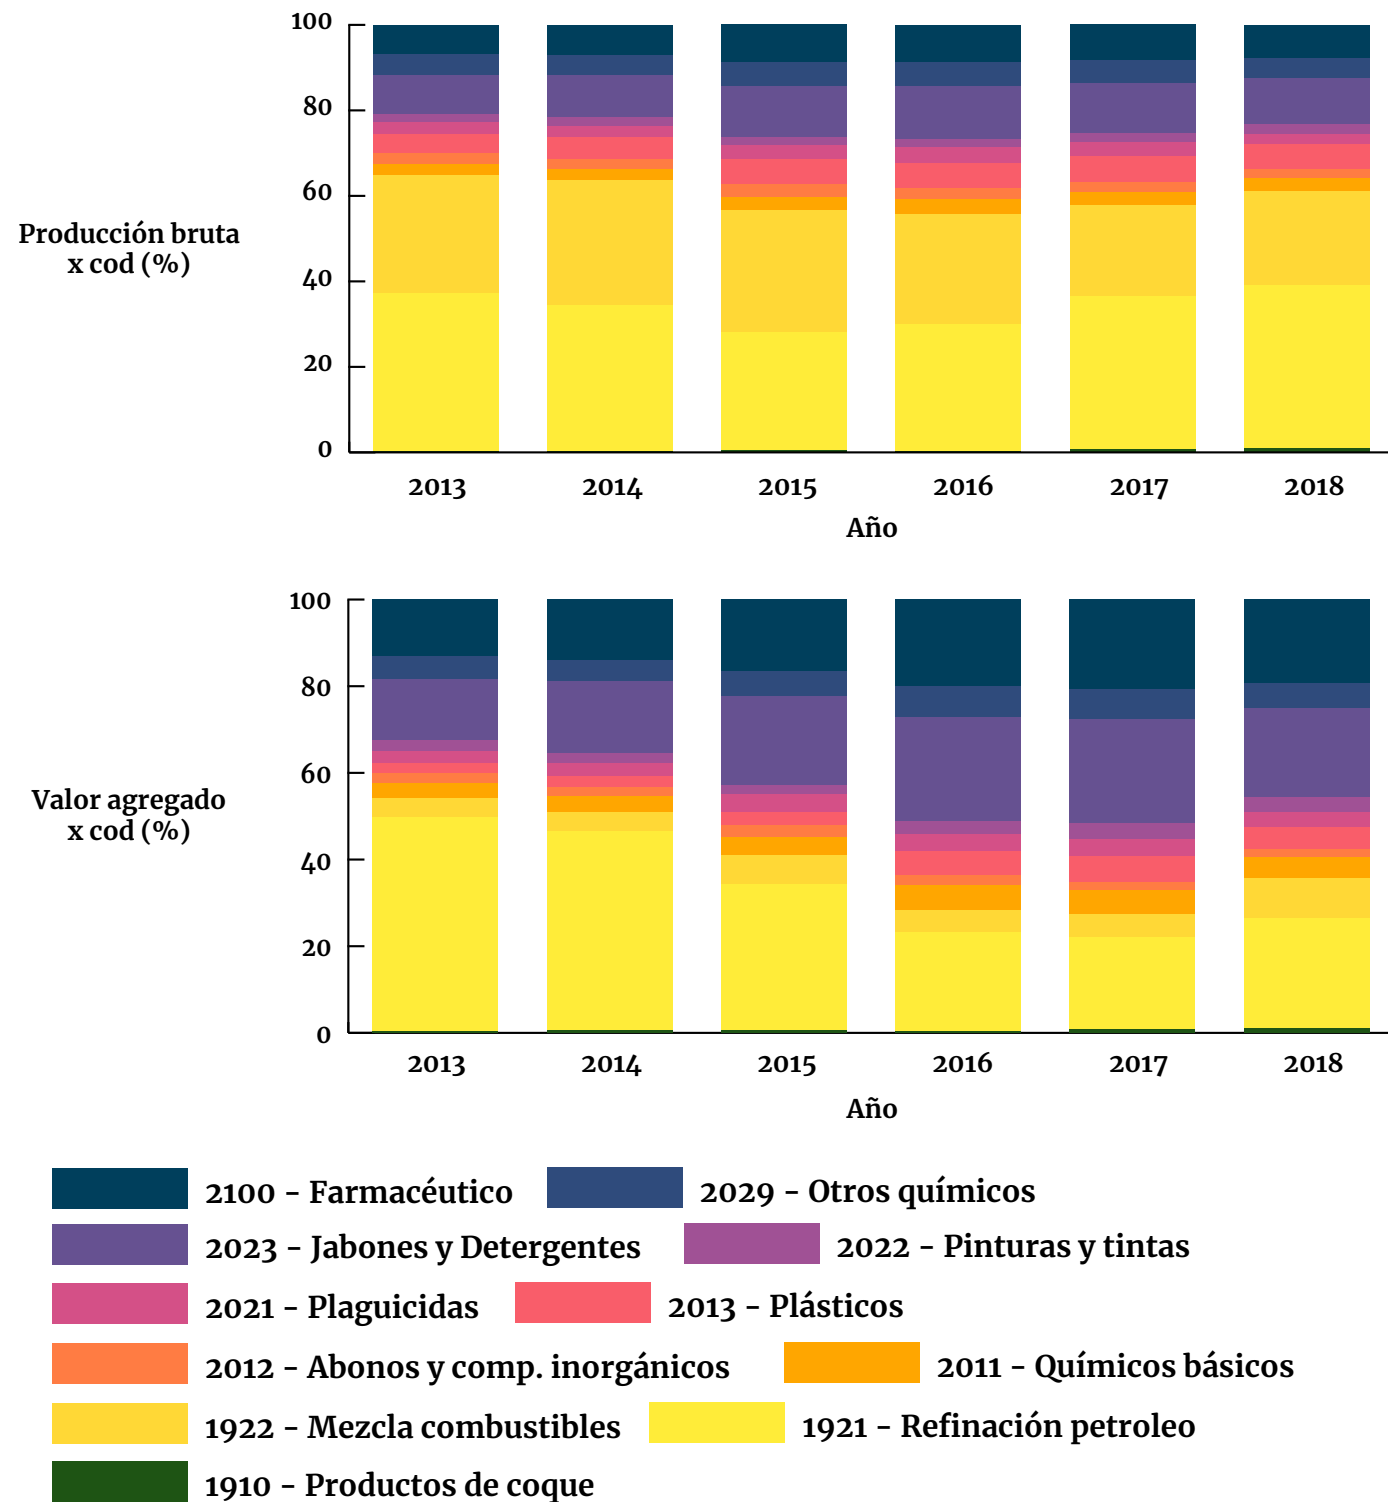 100
80
60
40
20
0
Producción bruta
x cod (%)
2013 2014 2015 2016 2017 2018
Año
100
80
60
40
20
0
Valor agregado
x cod (%)
2013 2014 2015 2016 2017 2018
Año
2100 - Farmacéutico 2029 - Otros químicos
2023 - Jabones y Detergentes 2022 - Pinturas y tintas
2021 - Plaguicidas 2013 - Plásticos
2012 - Abonos y comp. inorgánicos 2011 - Químicos básicos
1922 - Mezcla combustibles 1921 - Refinación petroleo
1910 - Productos de coque